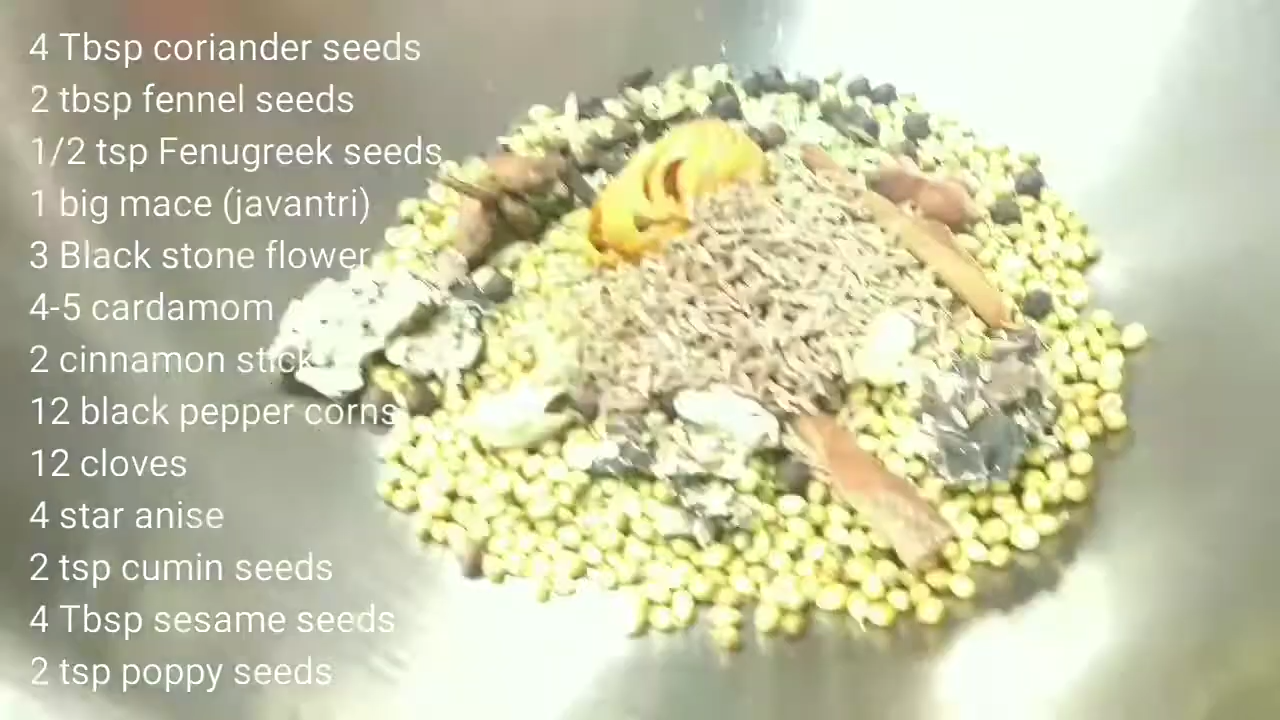 4 Tbsp coriander seeds
2 tbsp fennel seeds
1/2 tsp Fenugreek seeds
1 big mace (javantri)
3 Black stone flower
4-5 cardamom
2 cinnamon stick
12 black pepper corns
12 cloves
4 star anise
2 tsp cumin seeds
4 Tbsp sesame seeds
2 tsp poppy seeds